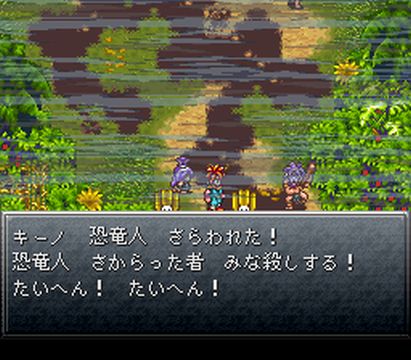 キーノ　恐竜人　さらわれた！
恐竜人　さからった者　みな殺しする！
たいへん！　たいへん！